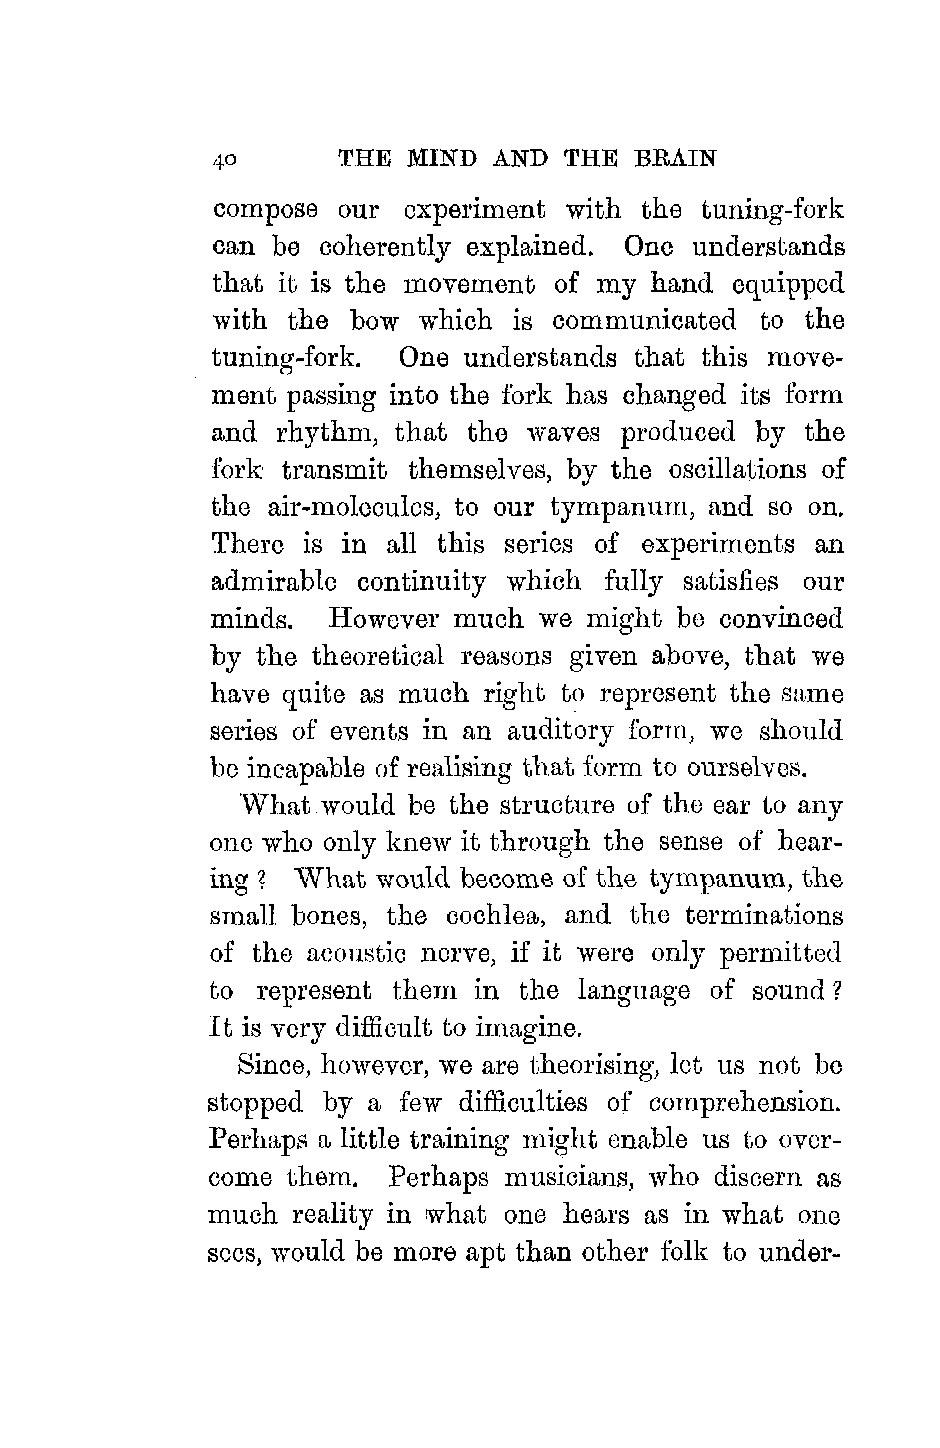 40 THE MIND AND THE BRAIN
compose our experiment with the tuning-fork
can be coherently explained. One understands
that it is the movement of my hand equipped
with the bow which is communicated to the
tuning-fork. One understands that this move-
ment passing into the fork has changed its form
and rhythm, that the waves produced by the
fork transmit themselves, by the oscillations of
the air-molecules, to our tympanum, and so on.
There is in all this series of experiments an
admirable continuity which fully satisfies our
minds. However much we might be convinced
by the theoretical reasons given above, that we
have quite as much right to represent the same
series of events in an auditory form, we should
be incapable of realising that form to ourselves.
What would be the structure of the ear to any
one who only knew it through the sense of hear-
ing? What would become of the tympanum, the
small bones, the cochlea, and the terminations
of the acoustic nerve, if it were only permitted
to represent them in the language of sound?
It is very difficult to imagine.
Since, however, we are theorising, let us not be
stopped by a few difficulties of comprehension.
Perhaps a little training might enable us to over-
come them. Perhaps musicians, who discern as
much reality in what one hears as in what one
sees, would be more apt than other folk to under-